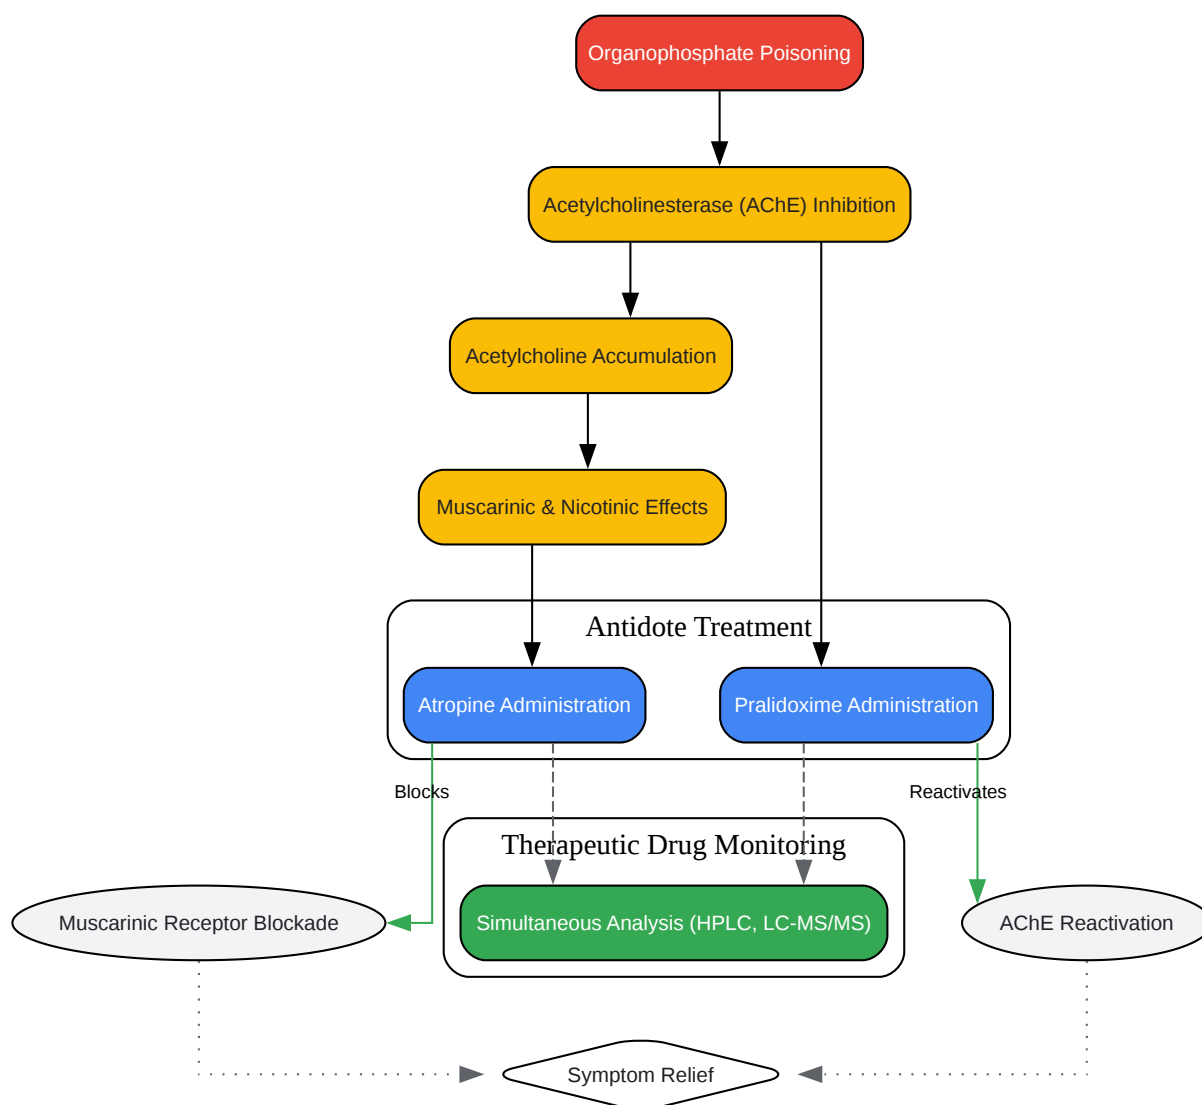 Organophosphate Poisoning
Acetylcholinesterase (AChE) Inhibition
Acetylcholine Accumulation
Muscarinic & Nicotinic Effects
Antidote Treatment
Atropine Administration
Pralidoxime Administration
Blocks
Reactivates
Therapeutic Drug Monitoring
Muscarinic Receptor Blockade
Simultaneous Analysis (HPLC, LC-MS/MS)
AChE Reactivation
Symptom Relief